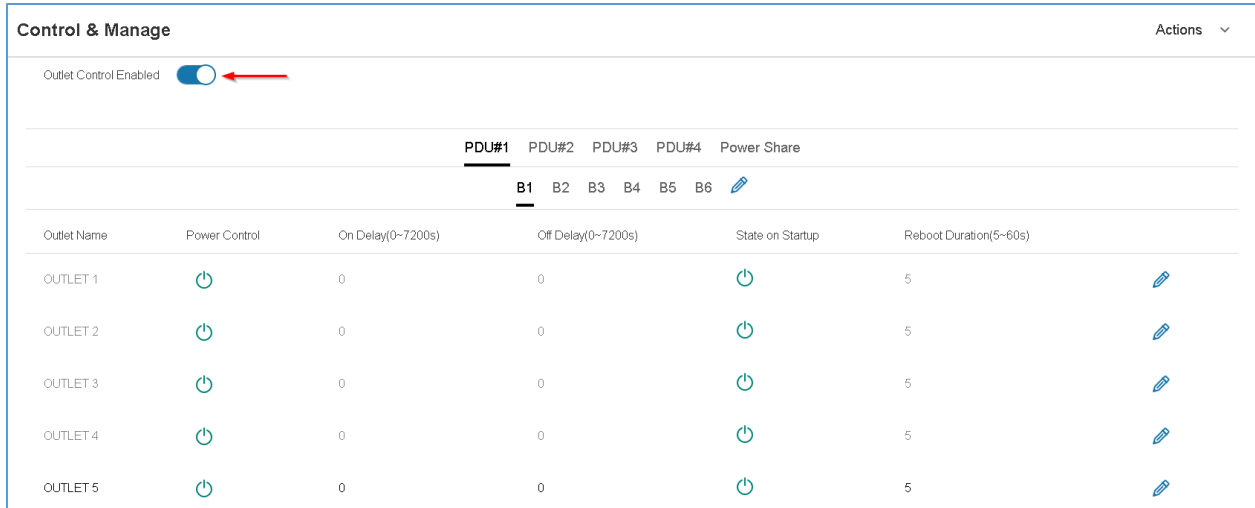 Control & Manage Actions
Outlet Control Enabled
PDU#1 PDU#2 PDU#3 PDU#4 Power Share
B1 B2 B3 B4 B5 B6
Outlet Name Power Control On Delay(0~7200s) Off Delay(0~7200s) State on Startup Reboot Duration(5~60s)
OUTLET 1 0 0 5
OUTLET 2 0 0 5
OUTLET 3 0 0 5
OUTLET 4 0 0 5
OUTLET 5 0 0 5